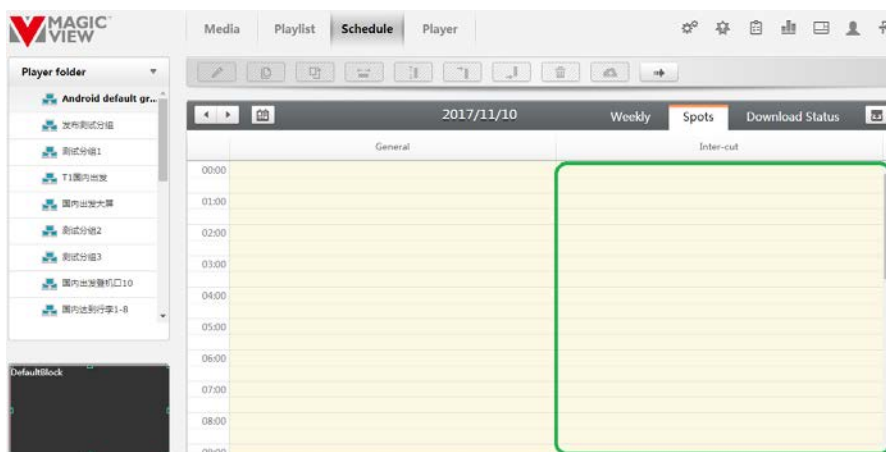 MAGIC
VIEW
Media Playlist Schedule Player
Player folder
Android default gr...
发布测试分组
测试分组1
T1国内出发
国内出发大屏
测试分组2
测试分组3
国内出发登机口10
国内达到行李1-8
DefaultBlock
2017/11/10 Weekly Spots Download Status
General Inter-cut
00:00
01:00
02:00
03:00
04:00
05:00
06:00
07:00
08:00
09:00